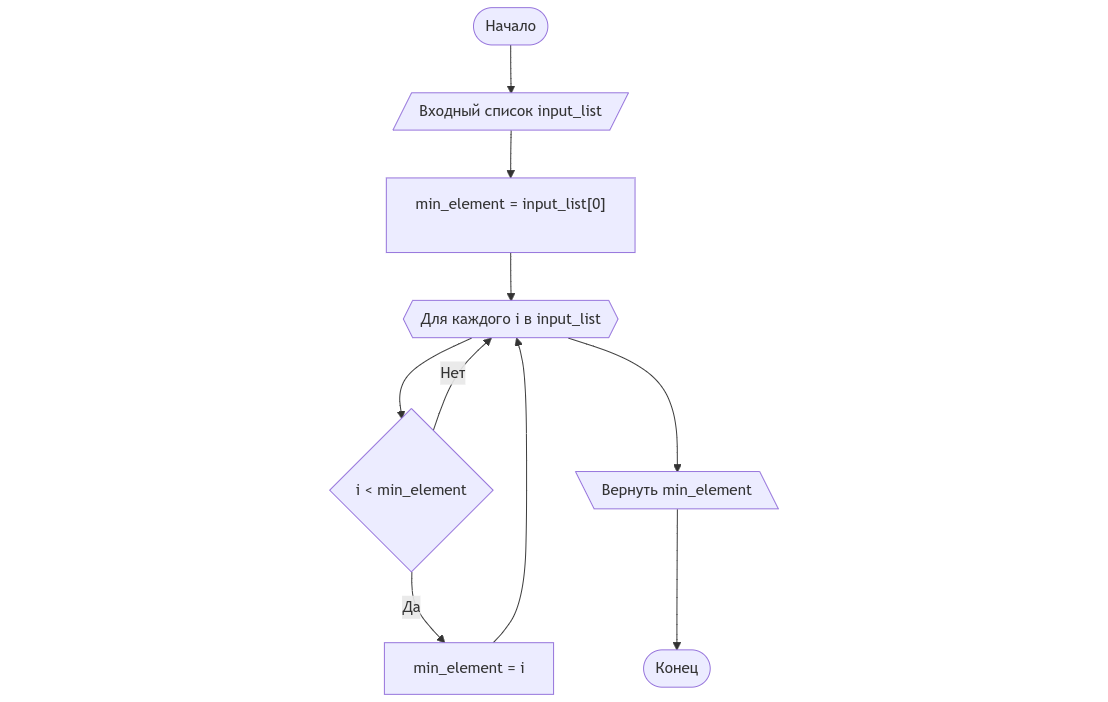 Начало
Входный список input_list
min_element = input_list[0]
Для каждого i в input_list
Нет
i < min_element
Вернуть min_element
Да
min_element = i
Конец